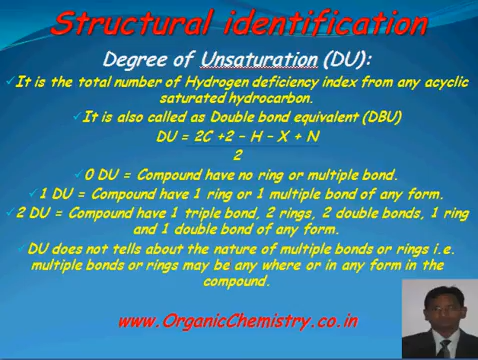 Structural identification
Degree of Unsaturation (DU):
It is the total number of Hydrogen deficiency index from any acyclic
saturated hydrocarbon.
It is also called as Double bond equivalent (DBU)
DU = 2C +2 – H – X + N
2
0 DU = Compound have no ring or multiple bond.
1 DU = Compound have 1 ring or 1 multiple bond of any form.
2 DU = Compound have 1 triple bond, 2 rings, 2 double bonds, 1 ring
and 1 double bond of any form.
DU does not tells about the nature of multiple bonds or rings i.e.
multiple bonds or rings may be any where or in any form in the
compound.
www.OrganicChemistry.co.in